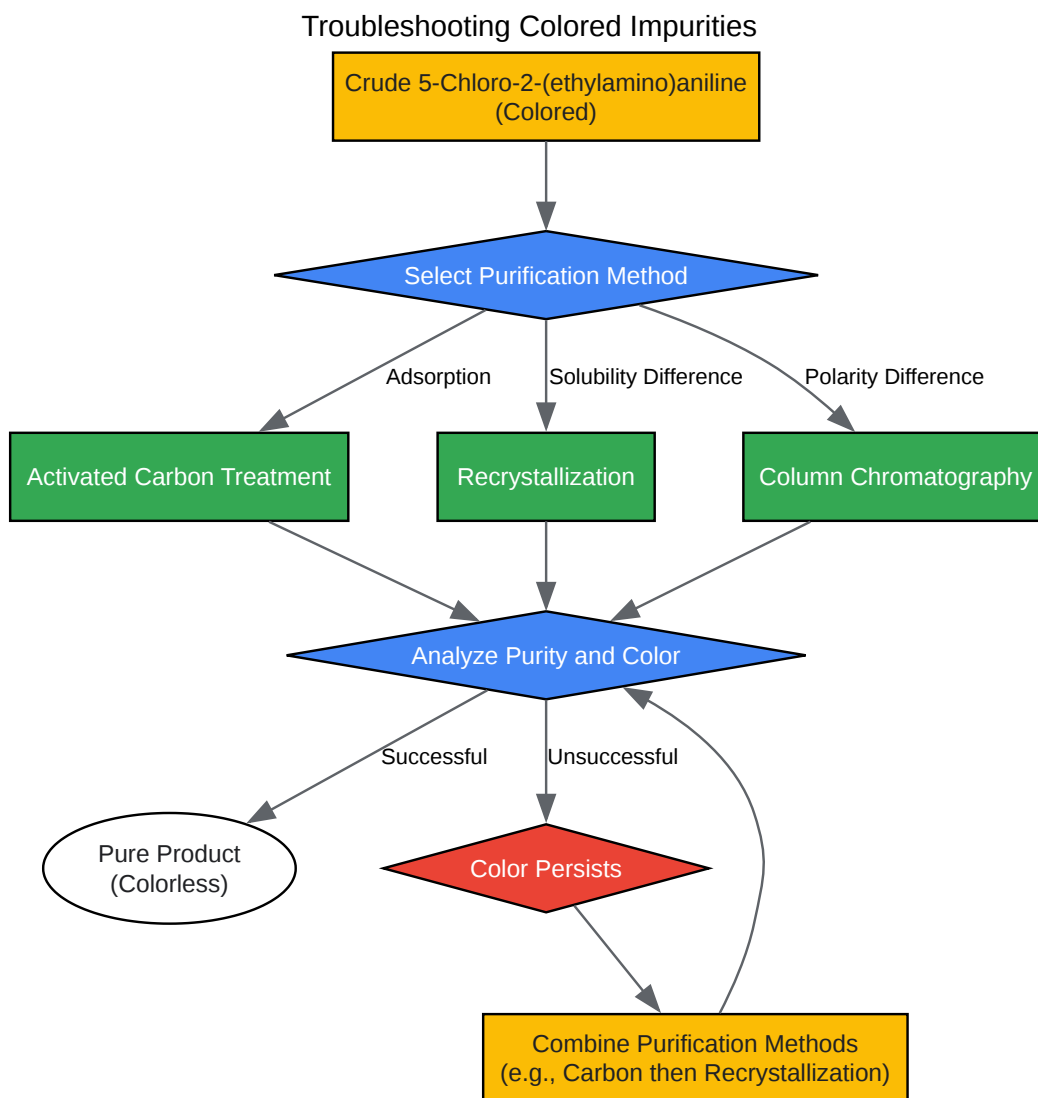 Troubleshooting Colored Impurities
Crude 5-Chloro-2-(ethylamino)aniline
(Colored)
Select Purification Method
Adsorption
Solubility Difference
Polarity Difference
Activated Carbon Treatment
Recrystallization
Column Chromatography
Analyze Purity and Color
Successful
Unsuccessful
Pure Product
(Colorless)
Color Persists
Combine Purification Methods
(e.g., Carbon then Recrystallization)